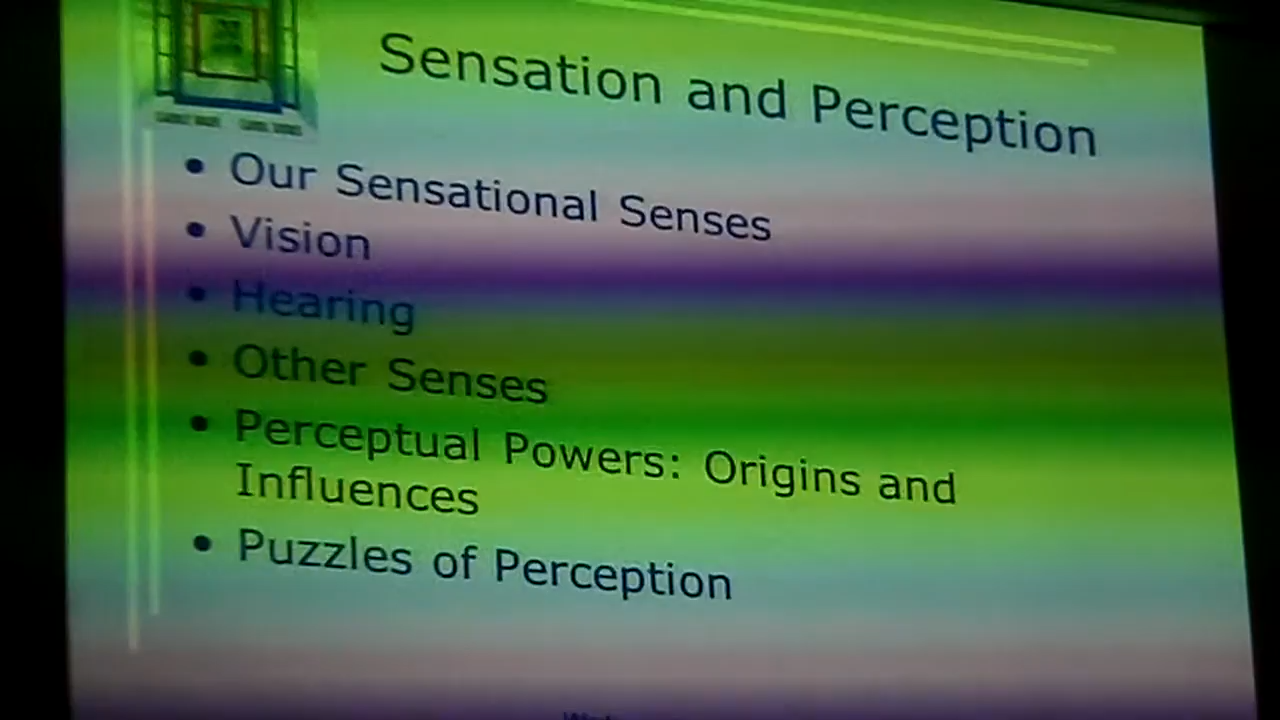 Sensation and Perception
• Our Sensational Senses
• Vision
• Hearing
• Other Senses
• Perceptual Powers: Origins and
Influences
• Puzzles of Perception